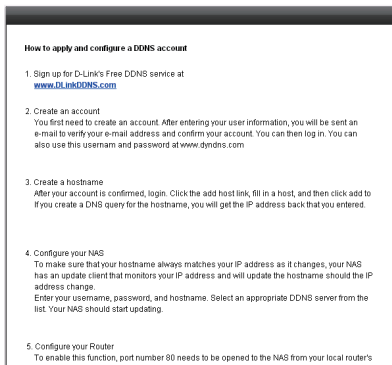 How to apply and configure a DDNS account
1. Sign up for D-Link's Free DDNS service at
www.DLinkDDNS.com
2. Create an account
You first need to create an account. After entering your user information, you will be sent an
e-mail to verify your e-mail address and confirm your account. You can then log in. You can
also use this usernam and password at www.dyndns.com
3. Create a hostname
After your account is confirmed, login. Click the add host link, fill in a host, and then click add to
If you create a DNS query for the hostname, you will get the IP address back that you entered.
4. Configure your NAS
To make sure that your hostname always matches your IP address as it changes, your NAS
has an update client that monitors your IP address and will update the hostname should the IP
address change.
Enter your username, password, and hostname. Select an appropriate DDNS server from the
list. Your NAS should start updating.
5. Configure your Router
To enable this function, port number 80 needs to be opened to the NAS from your local router's